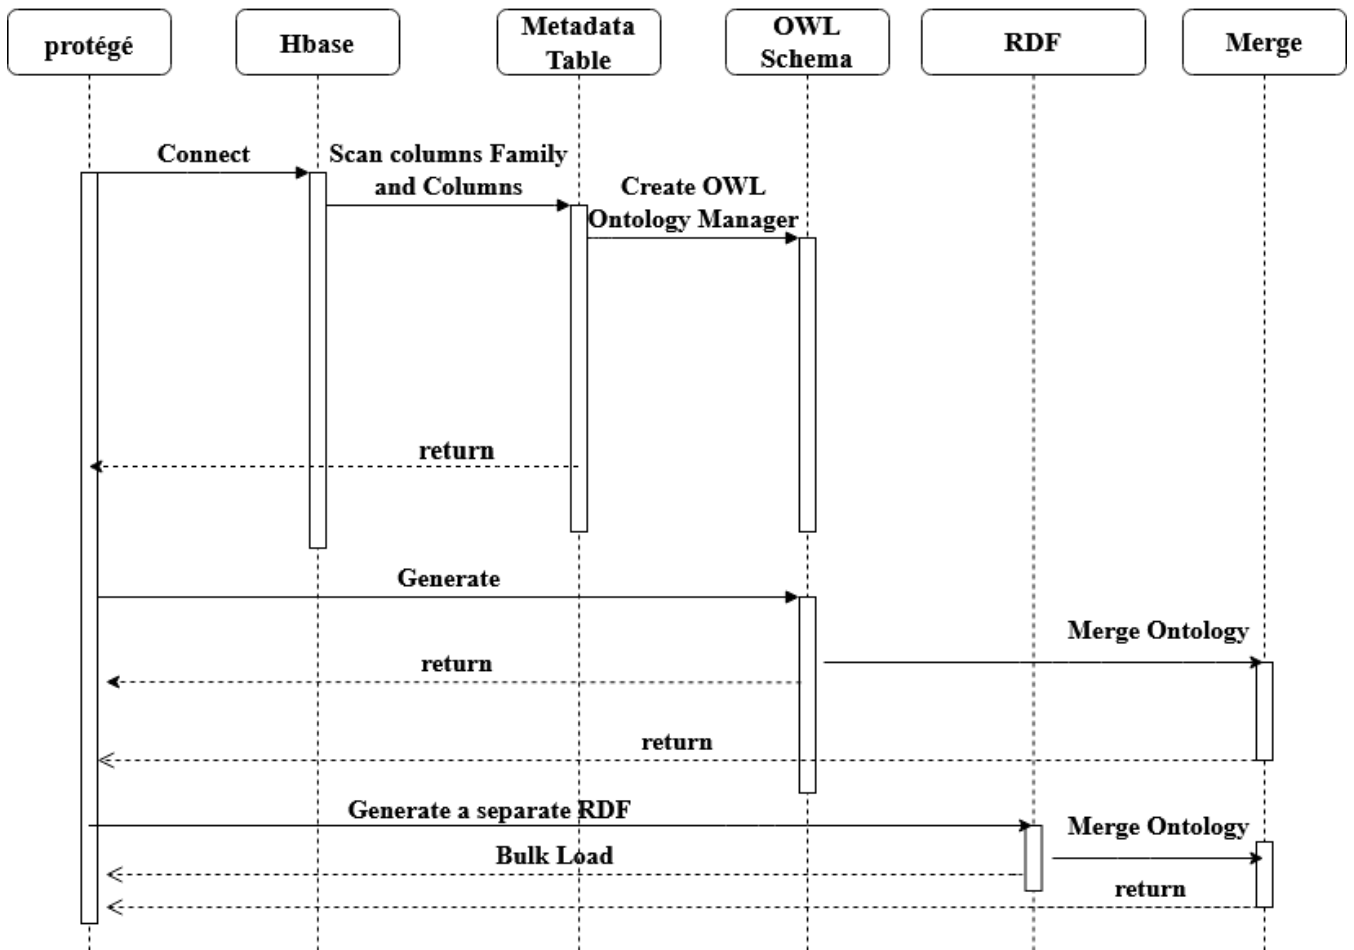 protégé
Hbase
Metadata
Table
OWL
Schema
RDF
Merge
Connect
Scan columns Family
and Columns
Create OWL
Ontology Manager
return
Generate
Merge Ontology
return
return
Generate a separate RDF
Merge Ontology
Bulk Load
return